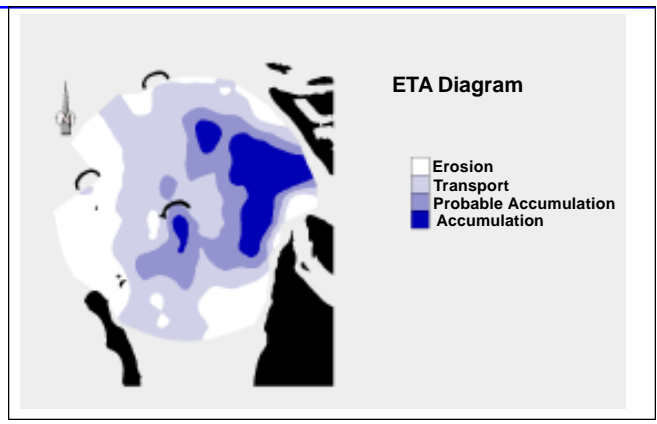 ETA Diagram
Erosion
Transport
Probable Accumulation
Accumulation